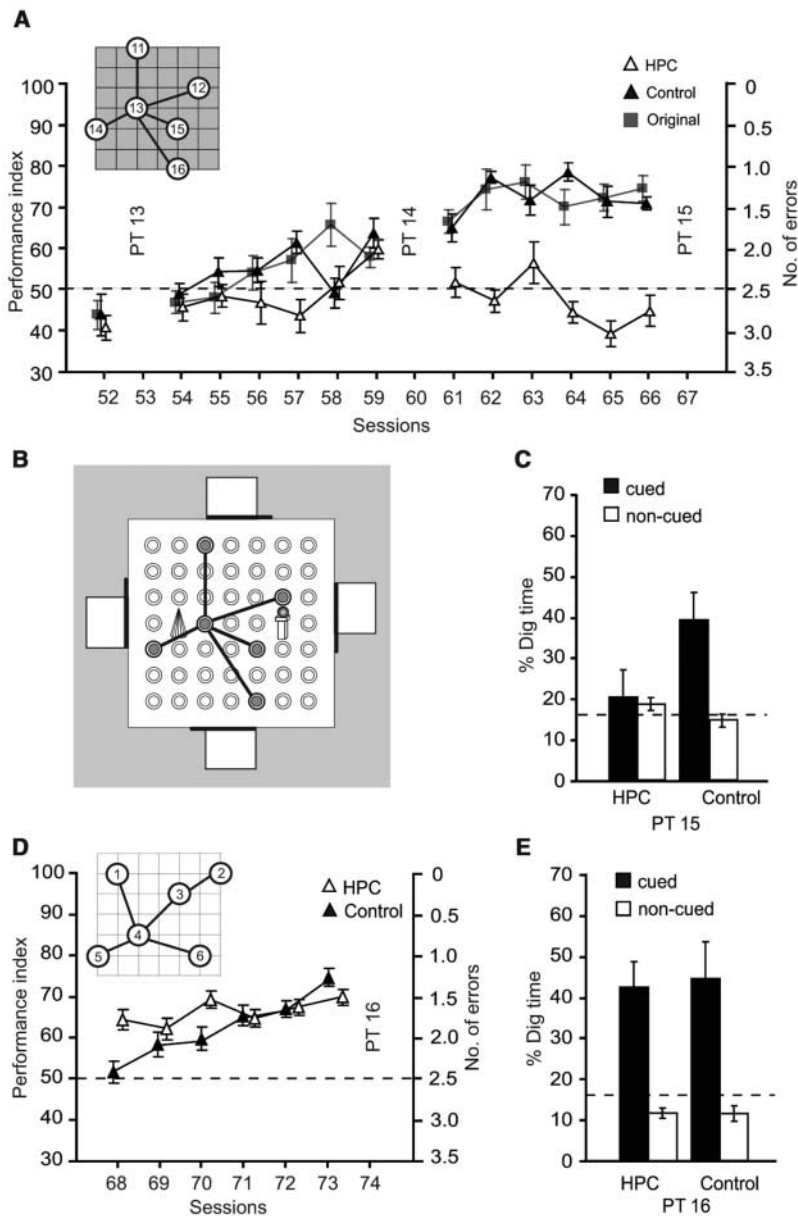 A
11
12
13
14
15
16
HPC
Control
Original
100
90
80
70
60
50
40
30
Performance index
0
0.5
1.0
1.5
2.0
2.5
3.0
3.5
No. of errors
PT 13
PT 14
PT 15
52 53 54 55 56 57 58 59 60 61 62 63 64 65 66 67
Sessions
B
C
cued
non-cued
70
60
50
40
30
20
10
0
% Dig time
HPC Control
PT 15
D
1
2
3
4
5
6
HPC
Control
100
90
80
70
60
50
40
30
Performance index
0
0.5
1.0
1.5
2.0
2.5
3.0
3.5
No. of errors
PT 16
68 69 70 71 72 73 74
Sessions
E
cued
non-cued
70
60
50
40
30
20
10
0
% Dig time
HPC Control
PT 16